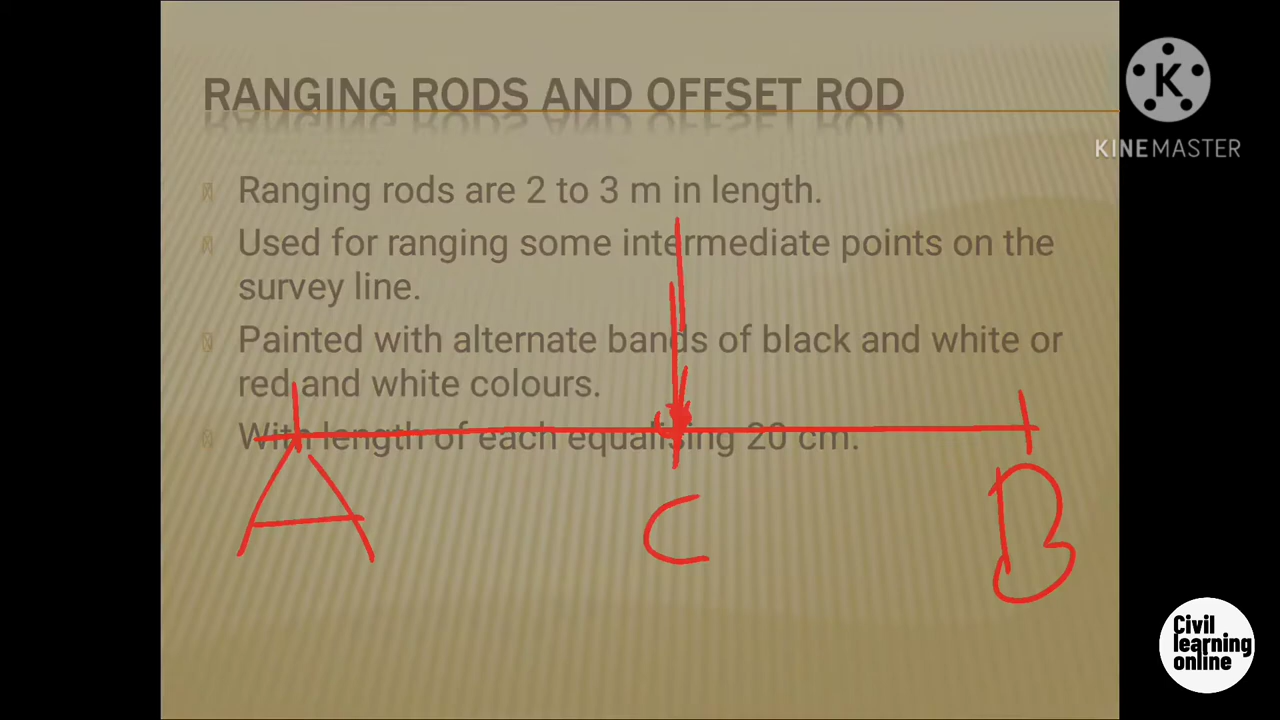 RANGING RODS AND OFFSET ROD
K
KINEMASTER
Ranging rods are 2 to 3 m in length.
Used for ranging some intermediate points on the
survey line.
Painted with alternate bands of black and white or
red and white colours.
With length of each equalising 20 cm.
A
C
B
Civil
learning
online